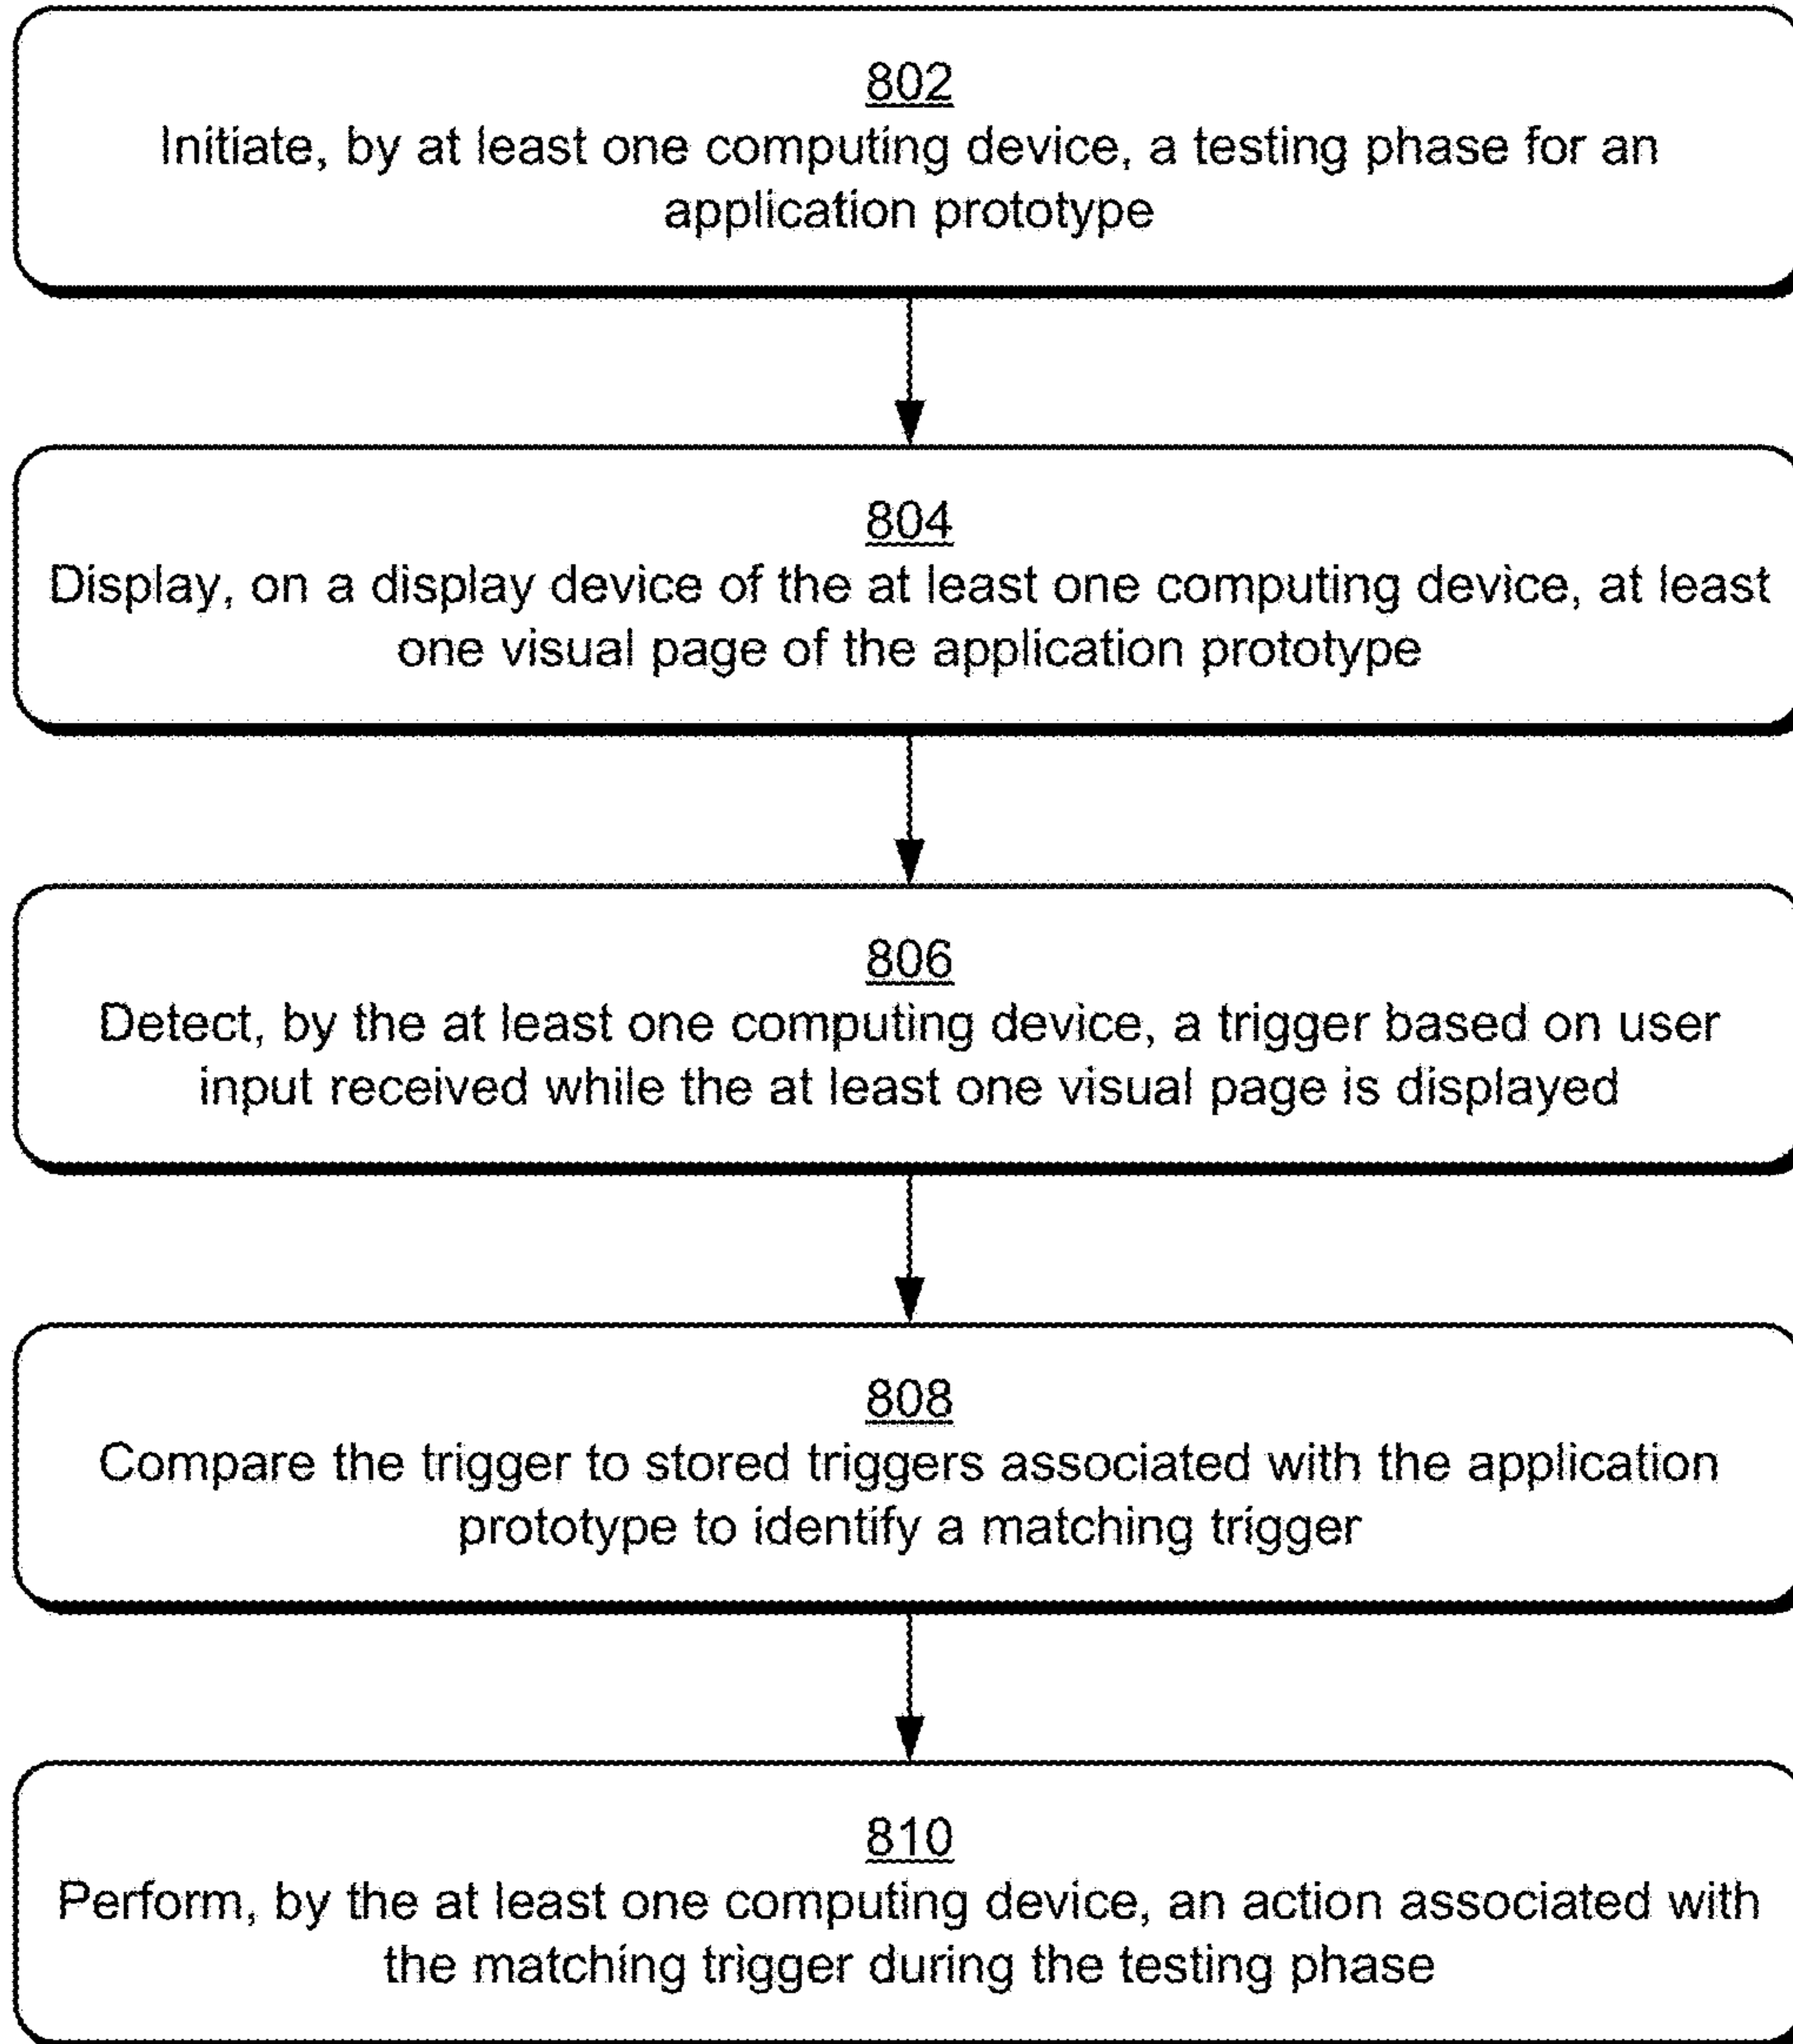 802
Initiate, by at least one computing device, a testing phase for an
application prototype
804
Display, on a display device of the at least one computing device, at least
one visual page of the application prototype
806
Detect, by the at least one computing device, a trigger based on user
input received while the at least one visual page is displayed
808
Compare the trigger to stored triggers associated with the application
prototype to identify a matching trigger
810
Perform, by the at least one computing device, an action associated with
the matching trigger during the testing phase